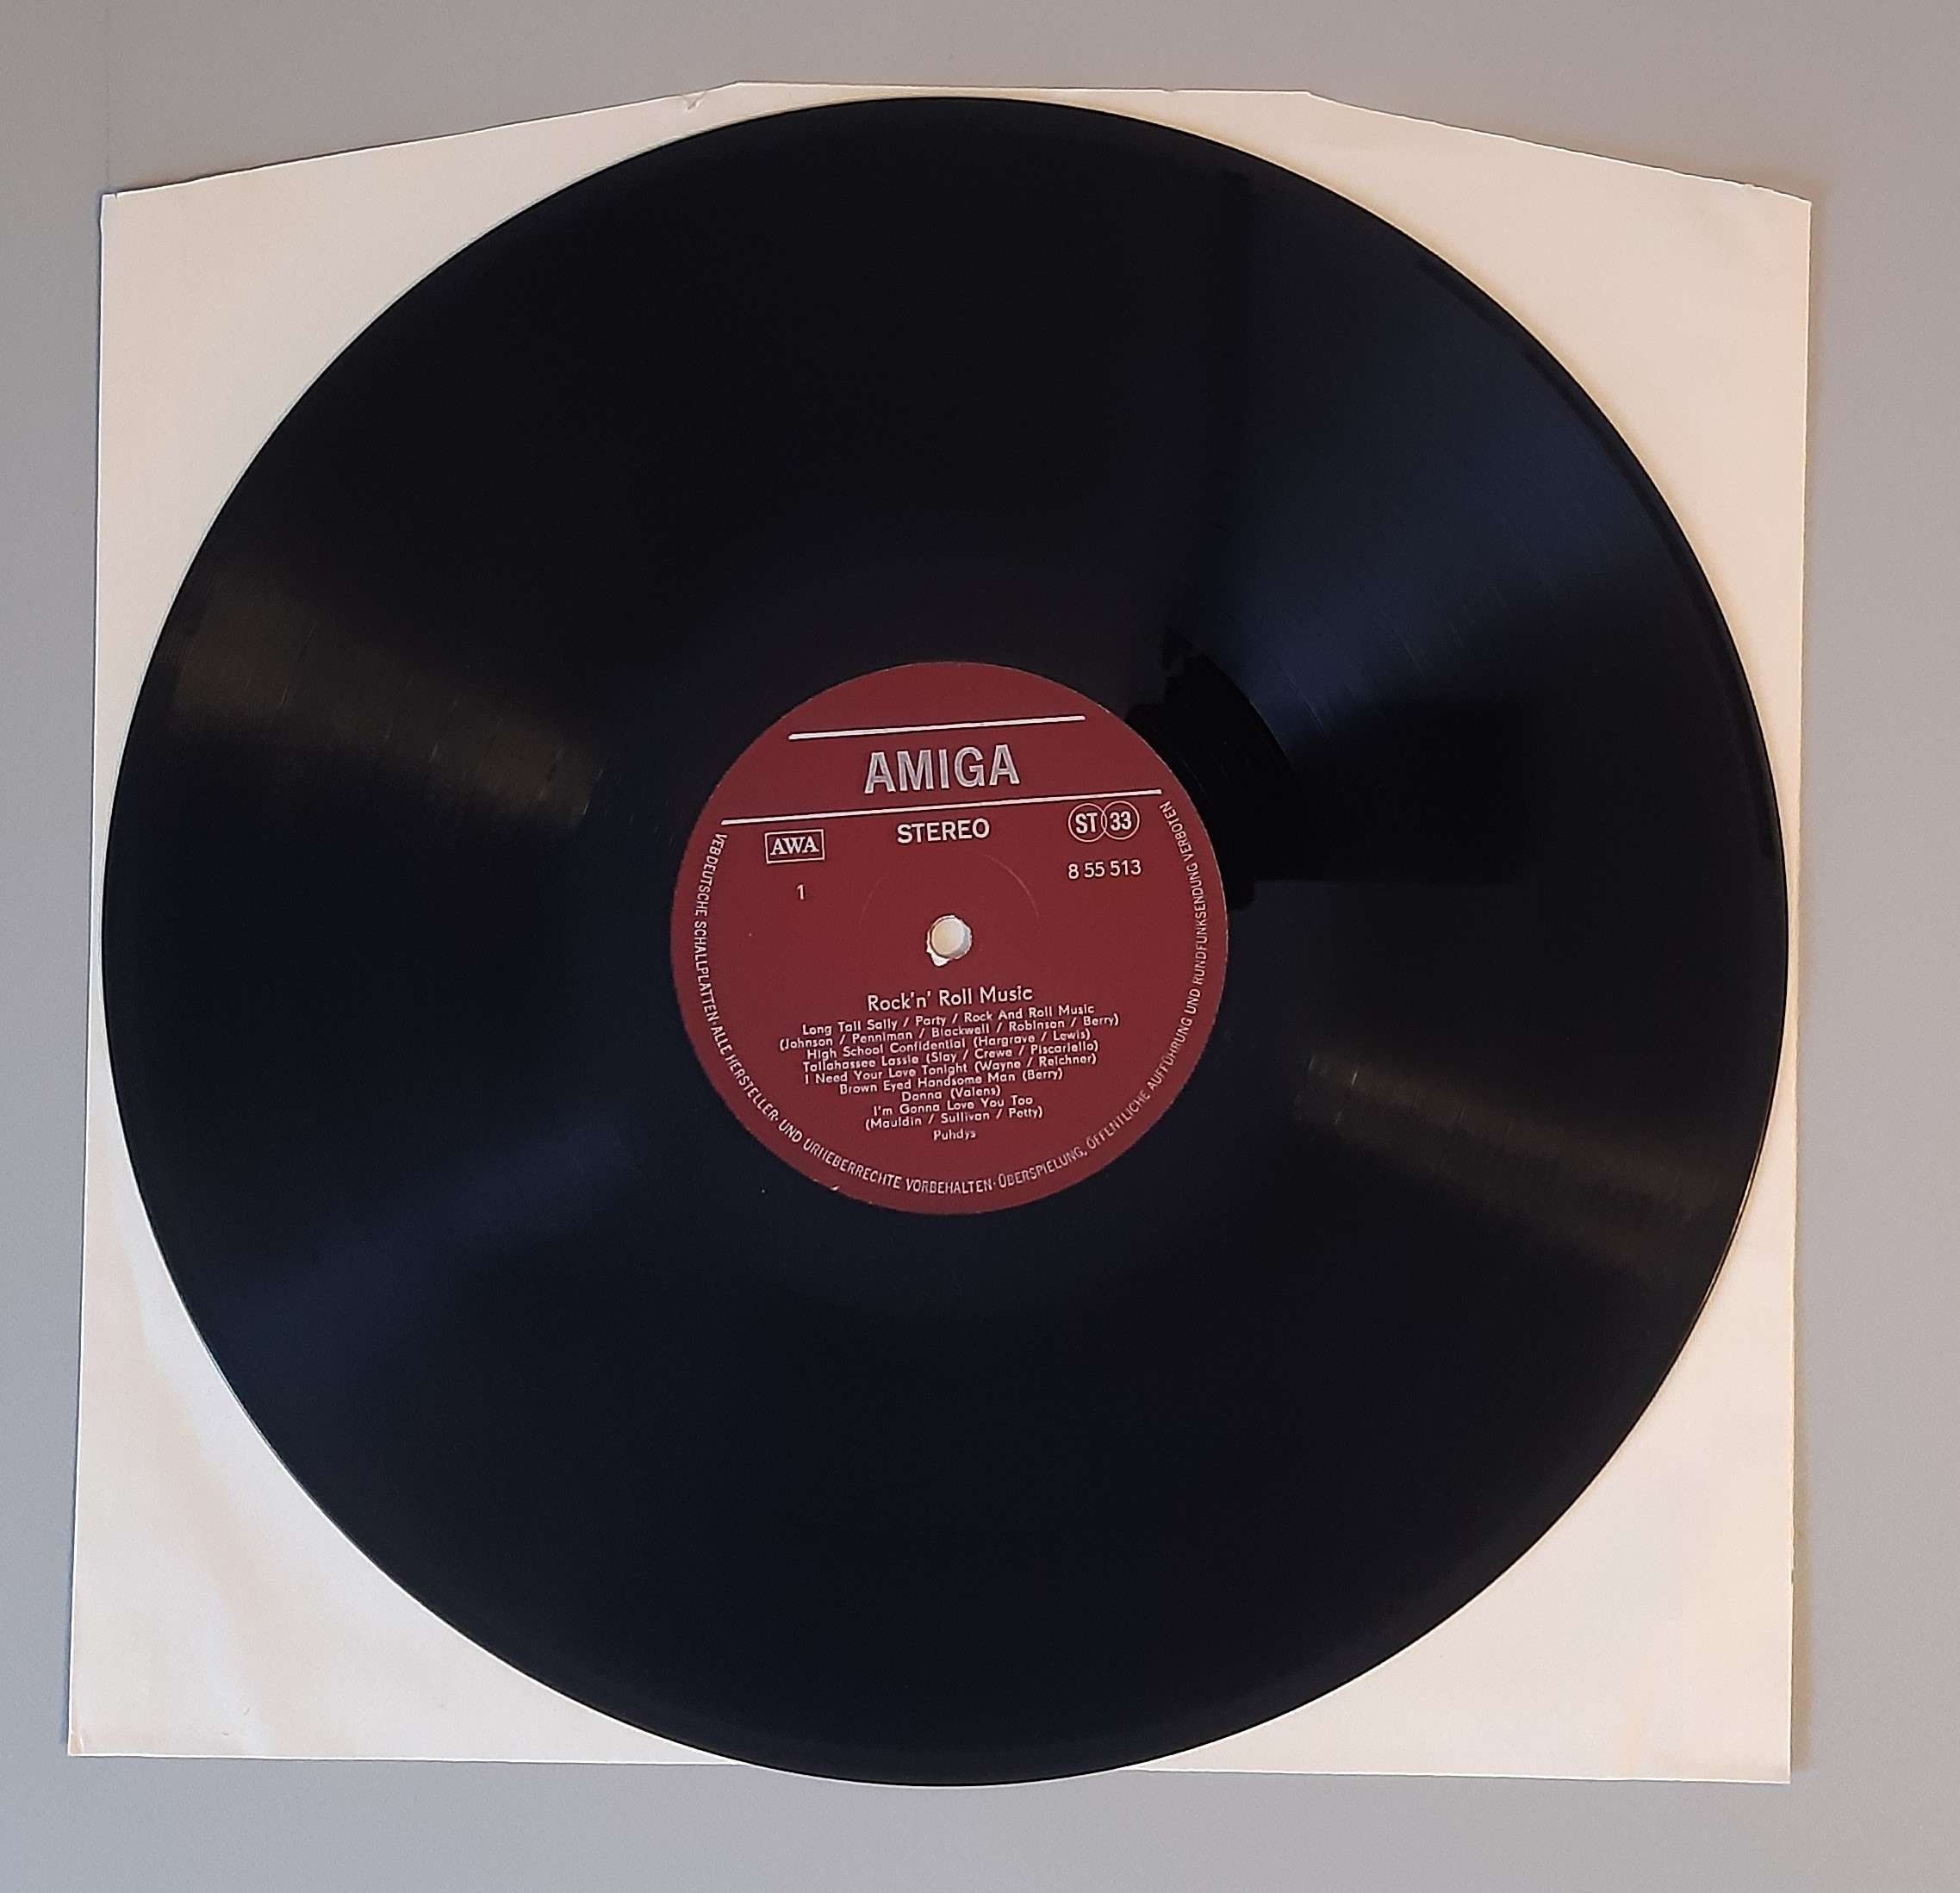 AMIGA
STEREO
AWA
ST 33
1
8 55 513
Rock'n' Roll Music
Long Tall Sally / Party / Rock And Roll Music
(Johnson / Penniman / Blackwell / Robinson / Berry)
High School Confidential (Hargrave / Lewis)
Tallahassee Lassie (Slay / Crewe / Piscariello)
I Need Your Love Tonight (Wayne / Reichner)
Brown Eyed Handsome Man (Berry)
Donna (Valens)
I'm Gonna Love You Too
(Mauldin / Sullivan / Petty)
Puhdys
VEB DEUTSCHE SCHALLPLATTEN·ALLE HERSTELLER- UND URHEBERRECHTE VORBEHALTEN·ÜBERSPIELUNG, ÖFFENTLICHE AUFFÜHRUNG UND RUNDFUNKSENDUNG VERBOTEN